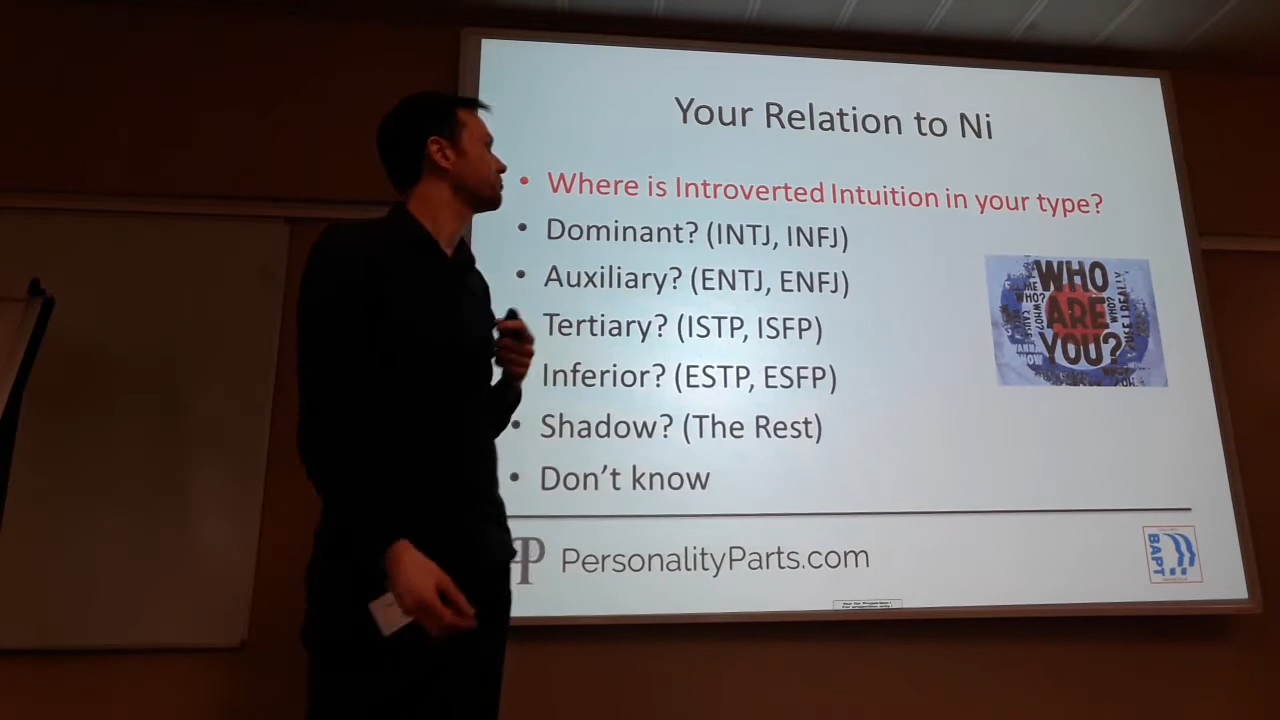 Your Relation to Ni
• Where is Introverted Intuition in your type?
• Dominant? (INTJ, INFJ)
• Auxiliary? (ENTJ, ENFJ)
Tertiary? (ISTP, ISFP)
Inferior? (ESTP, ESFP)
• Shadow? (The Rest)
• Don't know
WHO
ARE
YOU?
PersonalityParts.com
BAPT